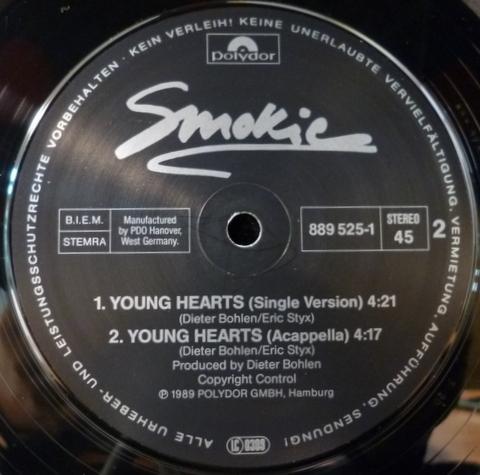 ALLE URHEBER- UND LEISTUNGSSCHUTZRECHTE VORBEHALTEN · KEIN VERLEIH! KEINE UNERLAUBTE VERVIELFÄLTIGUNG, VERMIETUNG, AUFFÜHRUNG, SENDUNG!
polydor
Smokie
B.I.E.M.
STEMRA
Manufactured
by PDO Hanover,
West Germany.
889 525-1
STEREO
45
2
1. YOUNG HEARTS (Single Version) 4:21
(Dieter Bohlen/Eric Styx)
2. YOUNG HEARTS (Acappella) 4:17
(Dieter Bohlen/Eric Styx)
Produced by Dieter Bohlen
Copyright Control
℗ 1989 POLYDOR GMBH, Hamburg
LC 0309